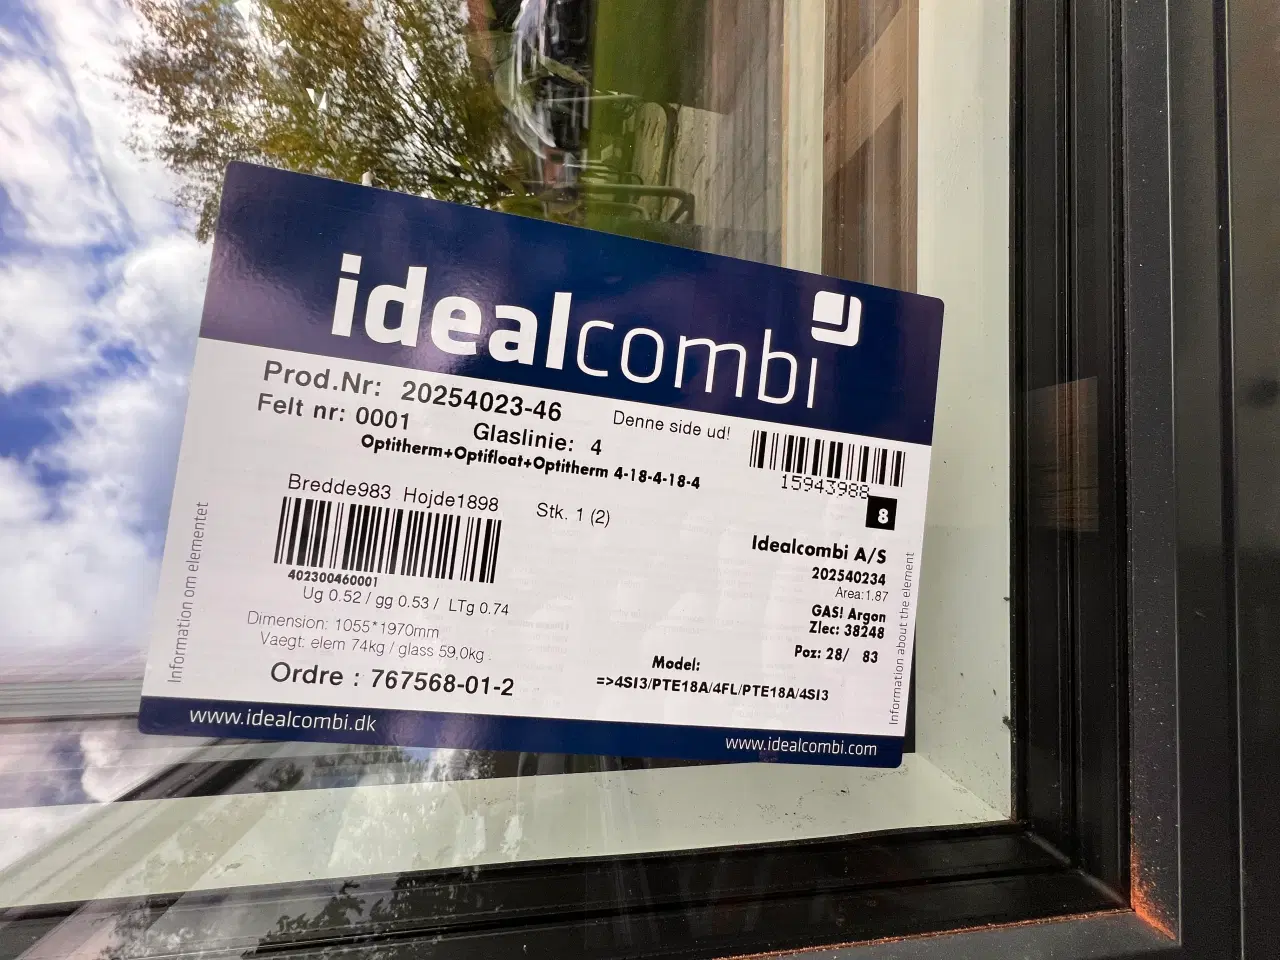 idealcombi
Prod.Nr: 20254023-46
Felt nr: 0001
Glaslinie: 4
Denne side ud!
Optitherm+Optifloat+Optitherm 4-18-4-18-4
15943988
8
Bredde983 Hojde1898
Stk. 1 (2)
402300460001
Ug 0.52 / gg 0.53 / LTg 0.74
Dimension: 1055*1970mm
Vaegt: elem 74kg / glass 59,0kg .
Ordre : 767568-01-2
Idealcombi A/S
202540234
Area:1.87
GAS! Argon
Zlec: 38248
Poz: 28/ 83
Model:
=>4SI3/PTE18A/4FL/PTE18A/4SI3
Information om elementet
Information about the element
www.idealcombi.dk
www.idealcombi.com